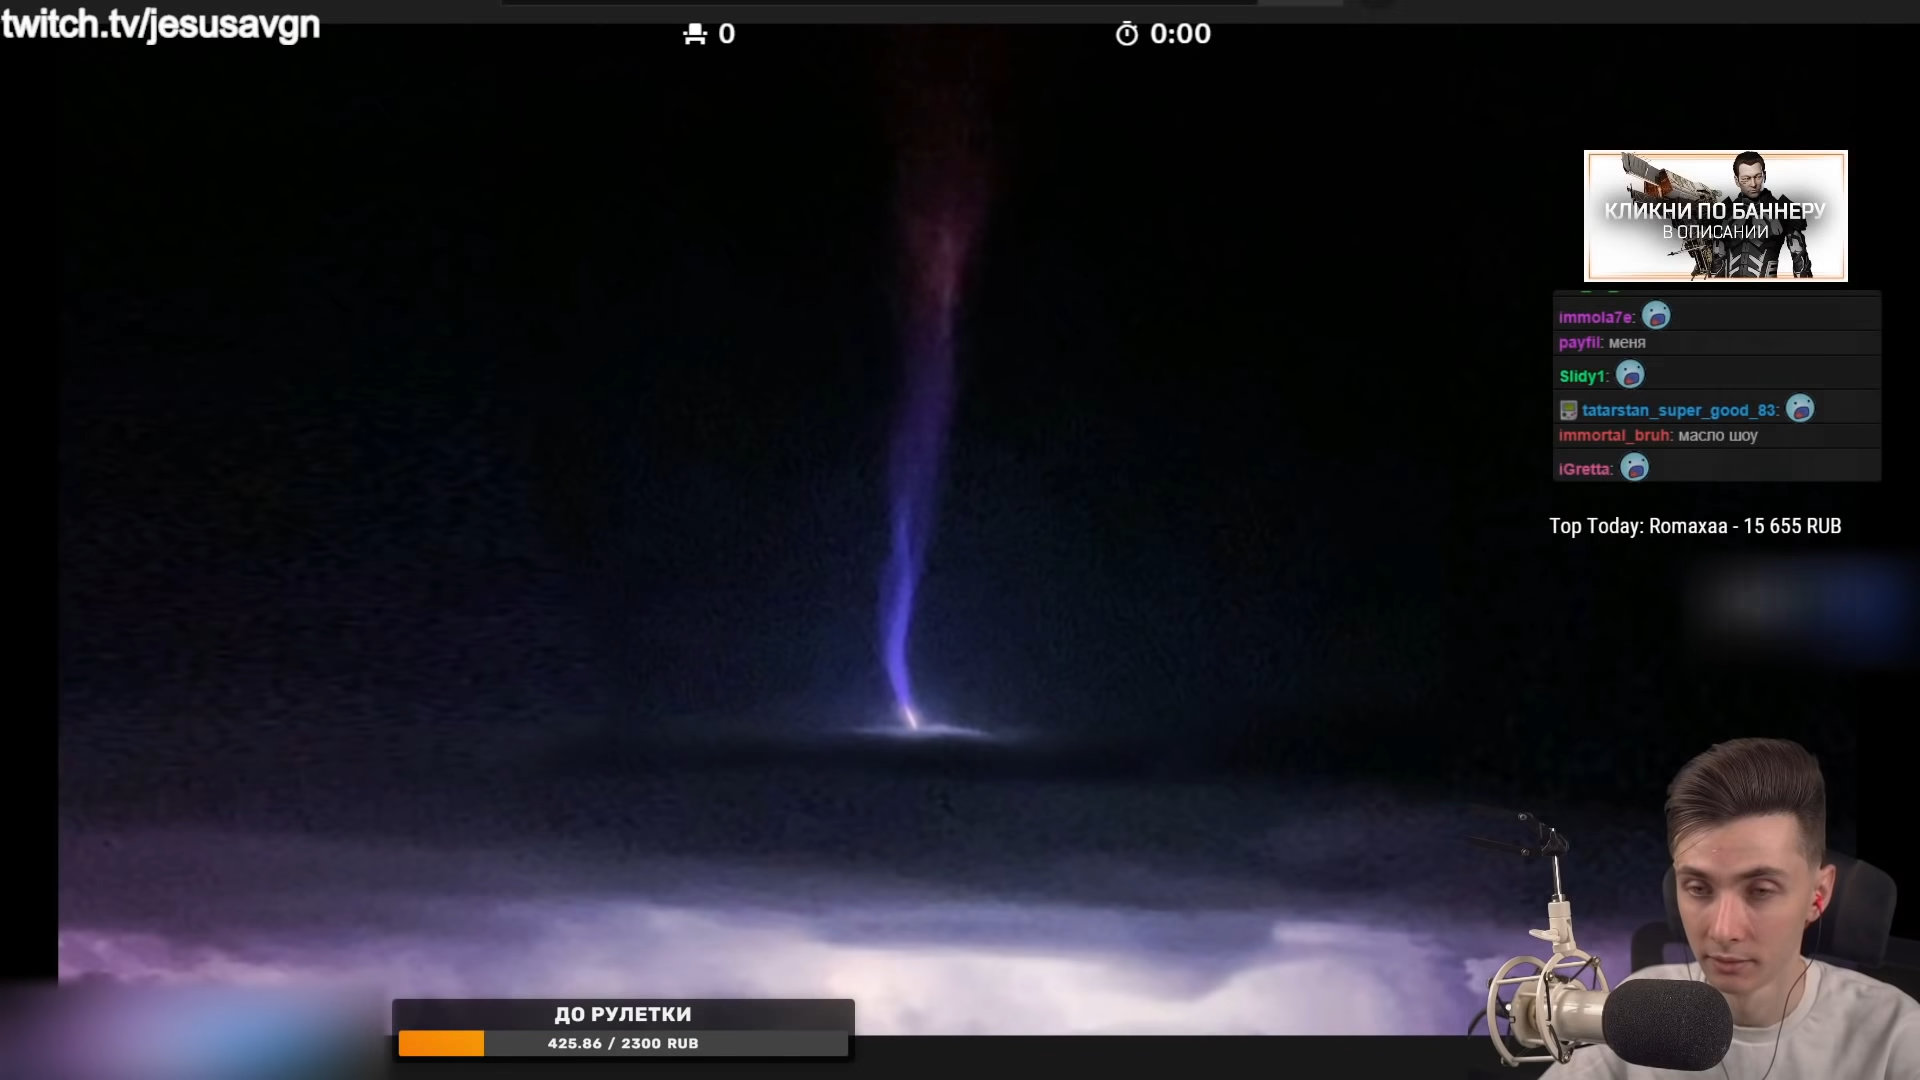 twitch.tv/jesusavgn
0
0:00
КЛИКНИ ПО БАННЕРУ
В ОПИСАНИИ
immola7e:
payfil: меня
Slidy1:
tatarstan_super_good_83:
immortal_bruh: масло шоу
iGretta:
Top Today: Romaxaa - 15 655 RUB
ДО РУЛЕТКИ
425.86 / 2300 RUB